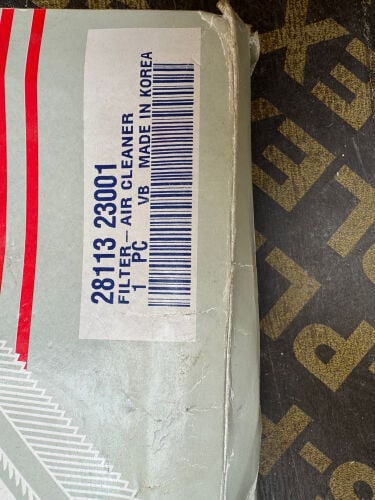 28113 23001
FILTER-AIR CLEANER
1 PC VB MADE IN KOREA